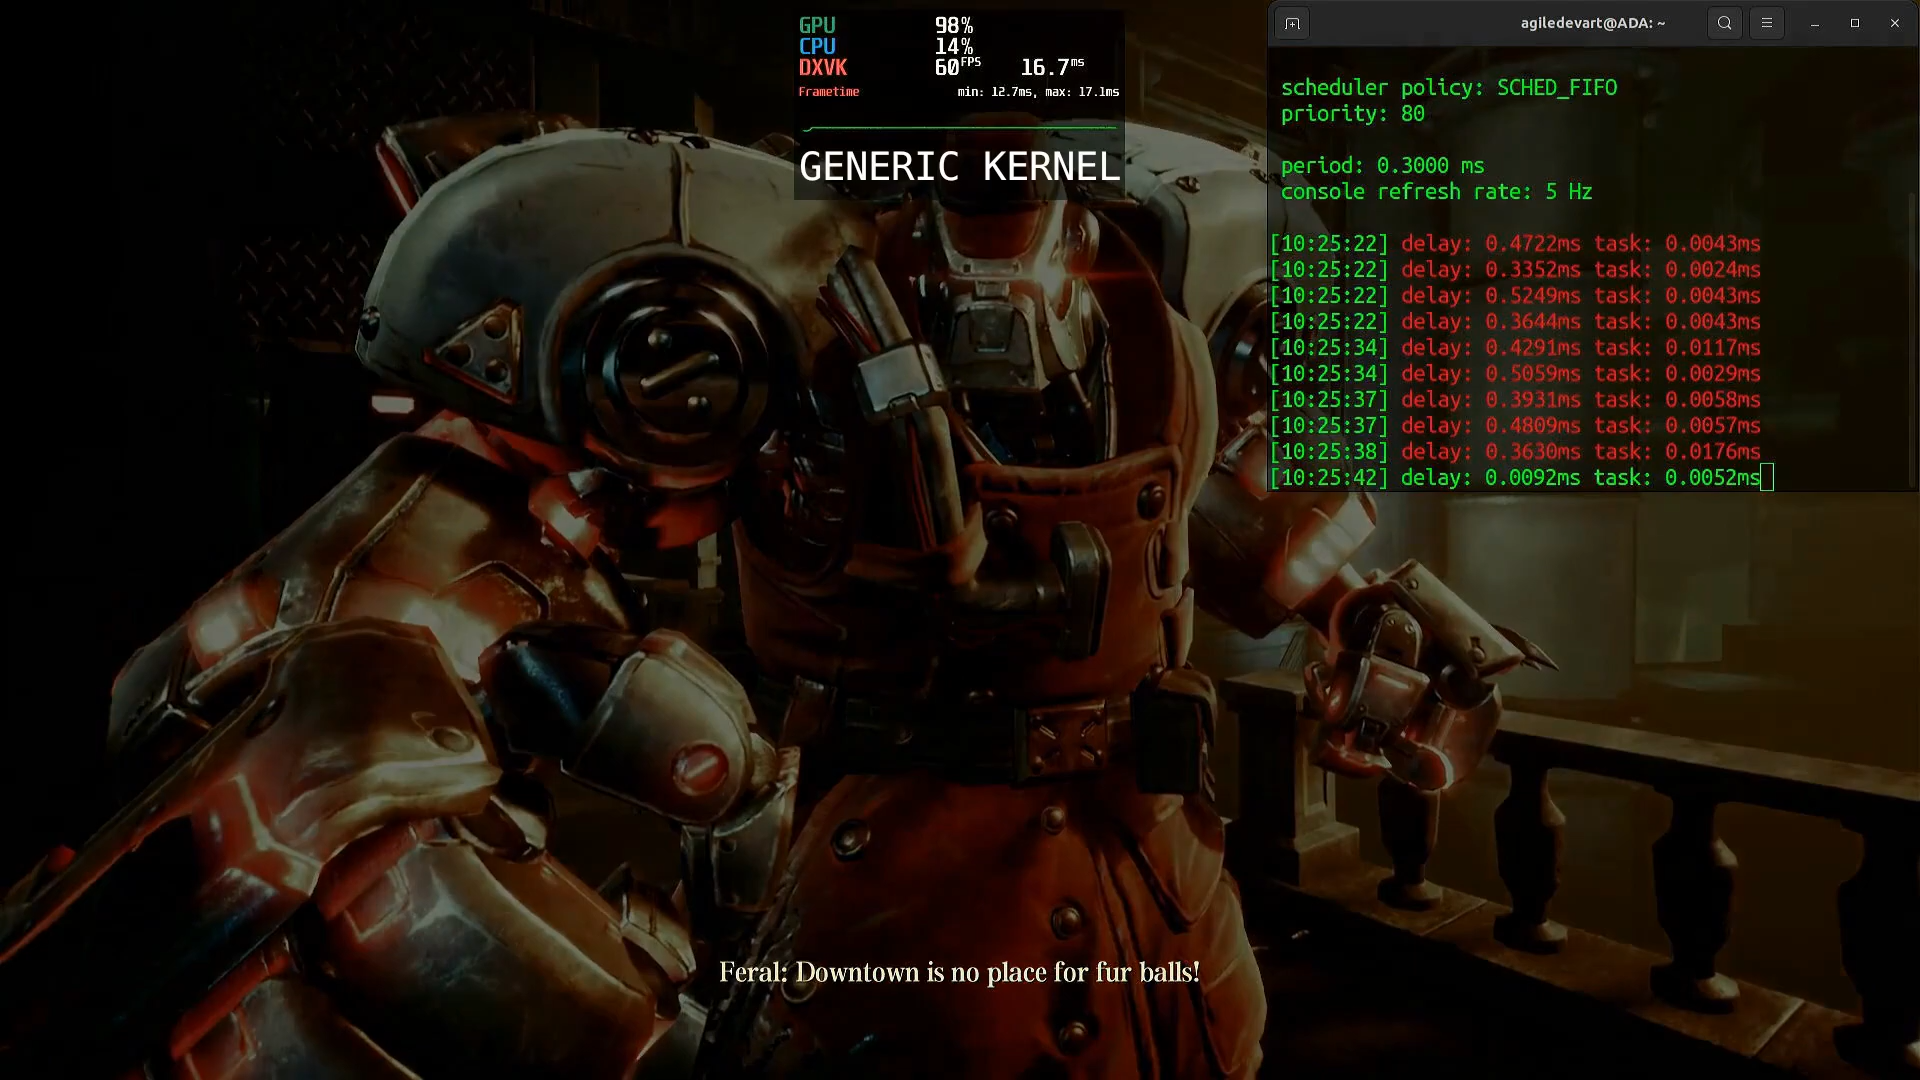 GPU 98%
CPU 14%
DXVK 60FPS 16.7ms
Frametime min: 12.7ms, max: 17.1ms
GENERIC KERNEL
agiledevart@ADA: ~
scheduler policy: SCHED_FIFO
priority: 80
period: 0.3000 ms
console refresh rate: 5 Hz
[10:25:22] delay: 0.4722ms task: 0.0043ms
[10:25:22] delay: 0.3352ms task: 0.0024ms
[10:25:22] delay: 0.5249ms task: 0.0043ms
[10:25:22] delay: 0.3644ms task: 0.0043ms
[10:25:34] delay: 0.4291ms task: 0.0117ms
[10:25:34] delay: 0.5059ms task: 0.0029ms
[10:25:37] delay: 0.3931ms task: 0.0058ms
[10:25:37] delay: 0.4809ms task: 0.0057ms
[10:25:38] delay: 0.3630ms task: 0.0176ms
[10:25:42] delay: 0.0092ms task: 0.0052ms
Feral: Downtown is no place for fur balls!